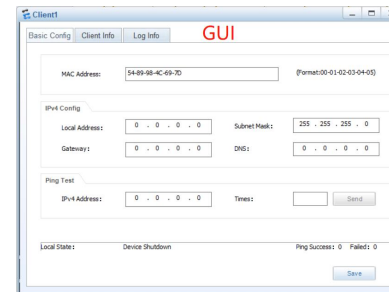 Client1
Basic Config Client Info Log Info GUI
MAC Address: 54-89-98-4C-69-7D (Format:00-01-02-03-04-05)
IPv4 Config
Local Address: 0 . 0 . 0 . 0 Subnet Mask: 255 . 255 . 255 . 0
Gateway: 0 . 0 . 0 . 0 DNS: 0 . 0 . 0 . 0
Ping Test
IPv4 Address: 0 . 0 . 0 . 0 Times: Send
Local State: Device Shutdown Ping Success: 0 Failed: 0
Save